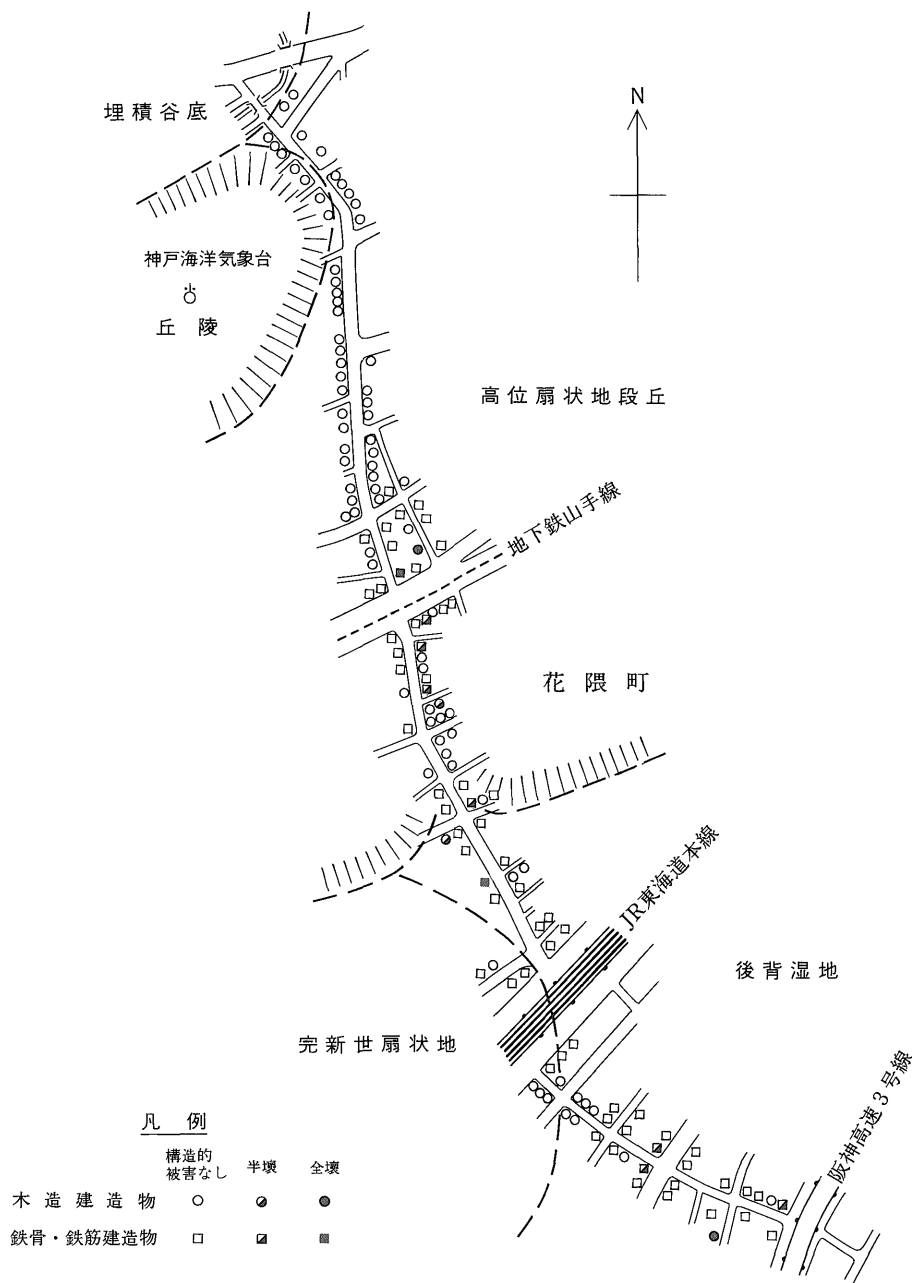 N
埋積谷底
神戸海洋気象台
丘陵
高位扇状地段丘
地下鉄山手線
花隈町
JR東海道本線
後背湿地
完新世扇状地
阪神高速3号線
凡例
構造的
被害なし
半壊
全壊
木造建造物
鉄骨・鉄筋建造物